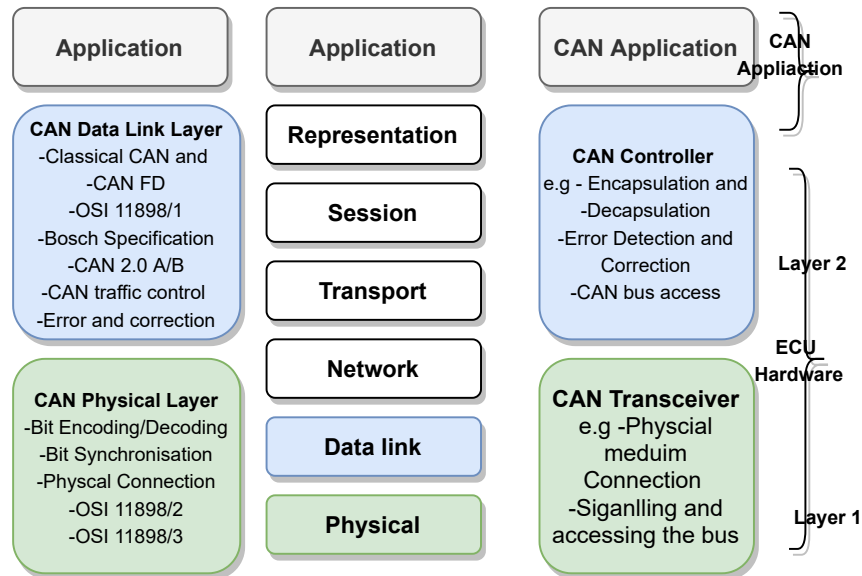 Application
CAN Data Link Layer
-Classical CAN and
-CAN FD
-OSI 11898/1
-Bosch Specification
-CAN 2.0 A/B
-CAN traffic control
-Error and correction
CAN Physical Layer
-Bit Encoding/Decoding
-Bit Synchronisation
-Physcal Connection
-OSI 11898/2
-OSI 11898/3
Application
Representation
Session
Transport
Network
Data link
Physical
CAN Application
CAN Controller
e.g - Encapsulation and
-Decapsulation
-Error Detection and
Correction
-CAN bus access
CAN Transceiver
e.g -Physcial
meduim
Connection
-Siganlling and
accessing the bus
CAN
Appliaction
Layer 2
ECU
Hardware
Layer 1